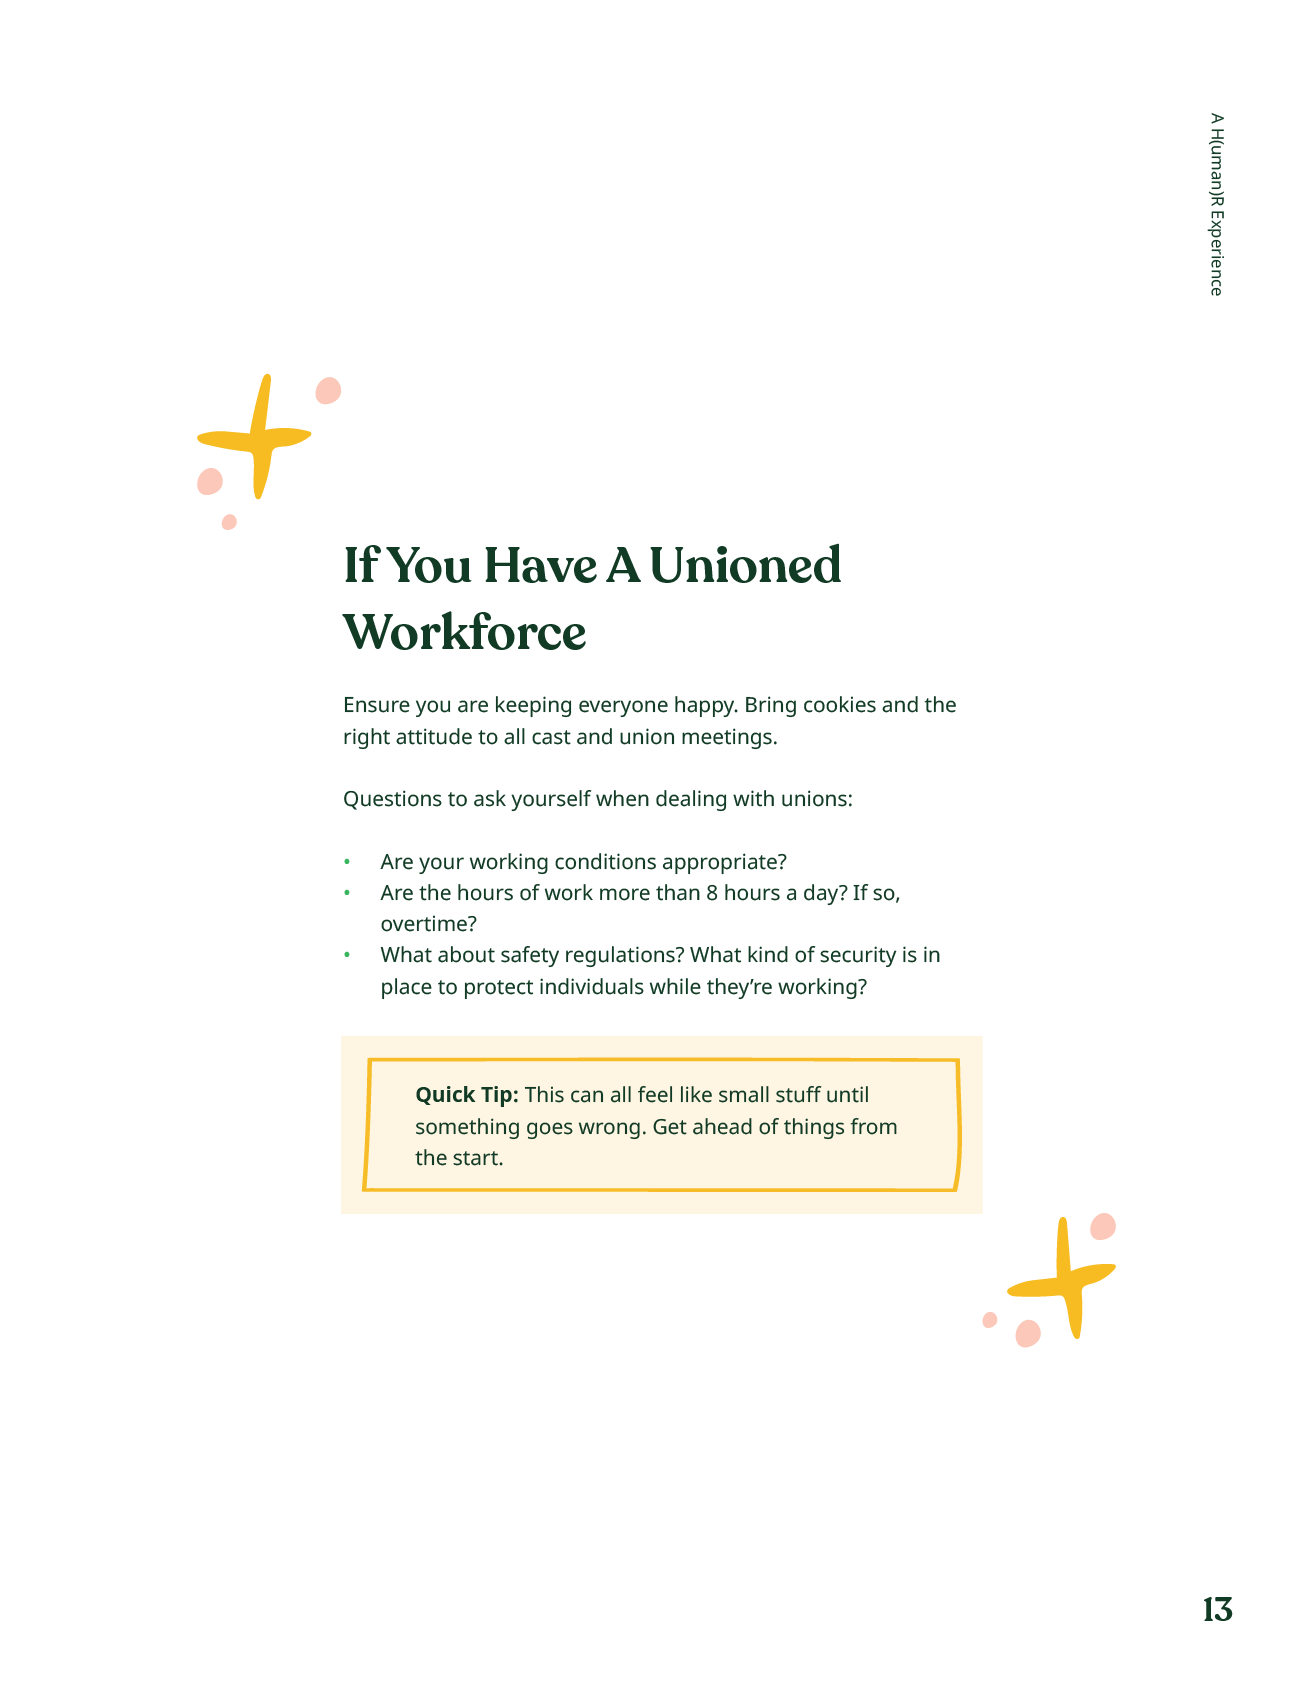 A H(uman)R Experience
If You Have A Unioned
Workforce
Ensure you are keeping everyone happy. Bring cookies and the
right attitude to all cast and union meetings.
Questions to ask yourself when dealing with unions:
• Are your working conditions appropriate?
• Are the hours of work more than 8 hours a day? If so,
overtime?
• What about safety regulations? What kind of security is in
place to protect individuals while they’re working?
Quick Tip: This can all feel like small stuff until
something goes wrong. Get ahead of things from
the start.
13